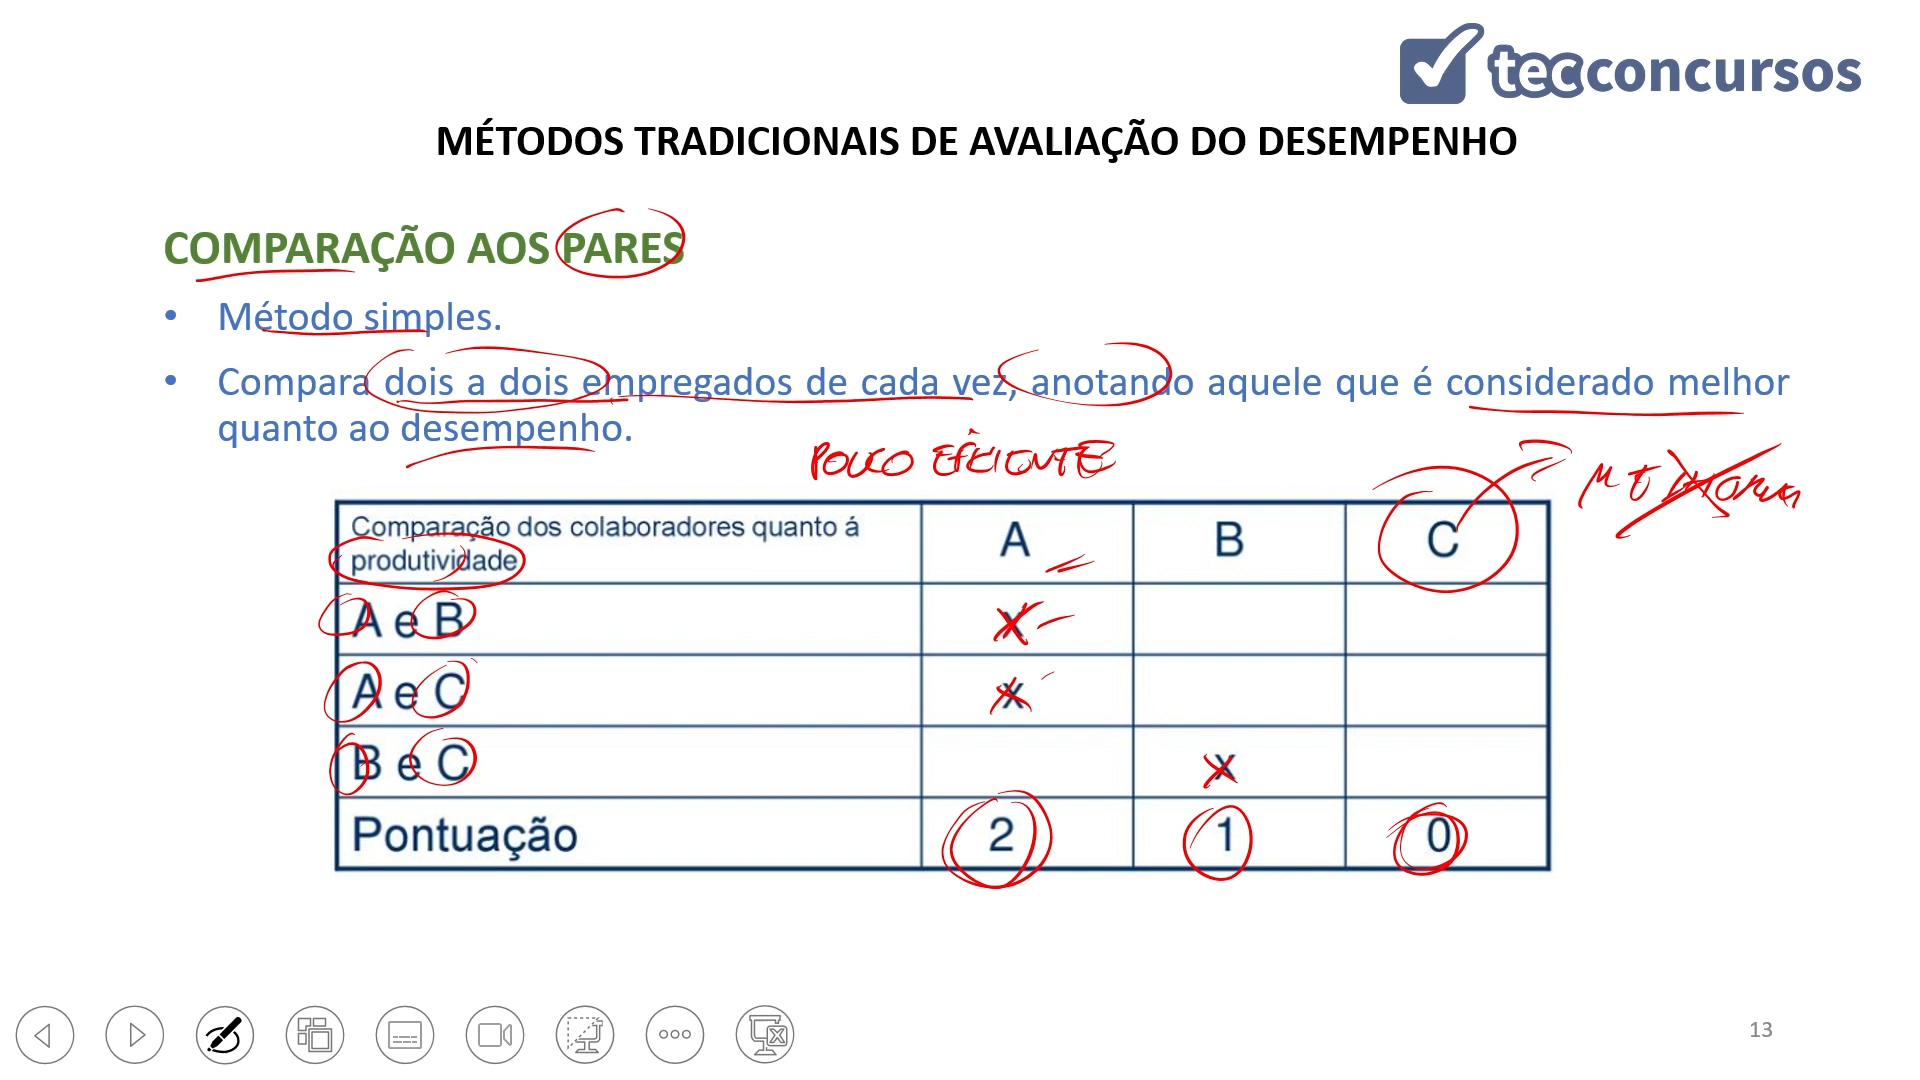 tecconcursos
MÉTODOS TRADICIONAIS DE AVALIAÇÃO DO DESEMPENHO
COMPARAÇÃO AOS PARES
• Método simples.
• Compara dois a dois empregados de cada vez, anotando aquele que é considerado melhor
quanto ao desempenho.
POUCO EFICIENTE
Comparação dos colaboradores quanto á
produtividade
A B C
A e B x
A e C x
B e C x
Pontuação 2 1 0
13